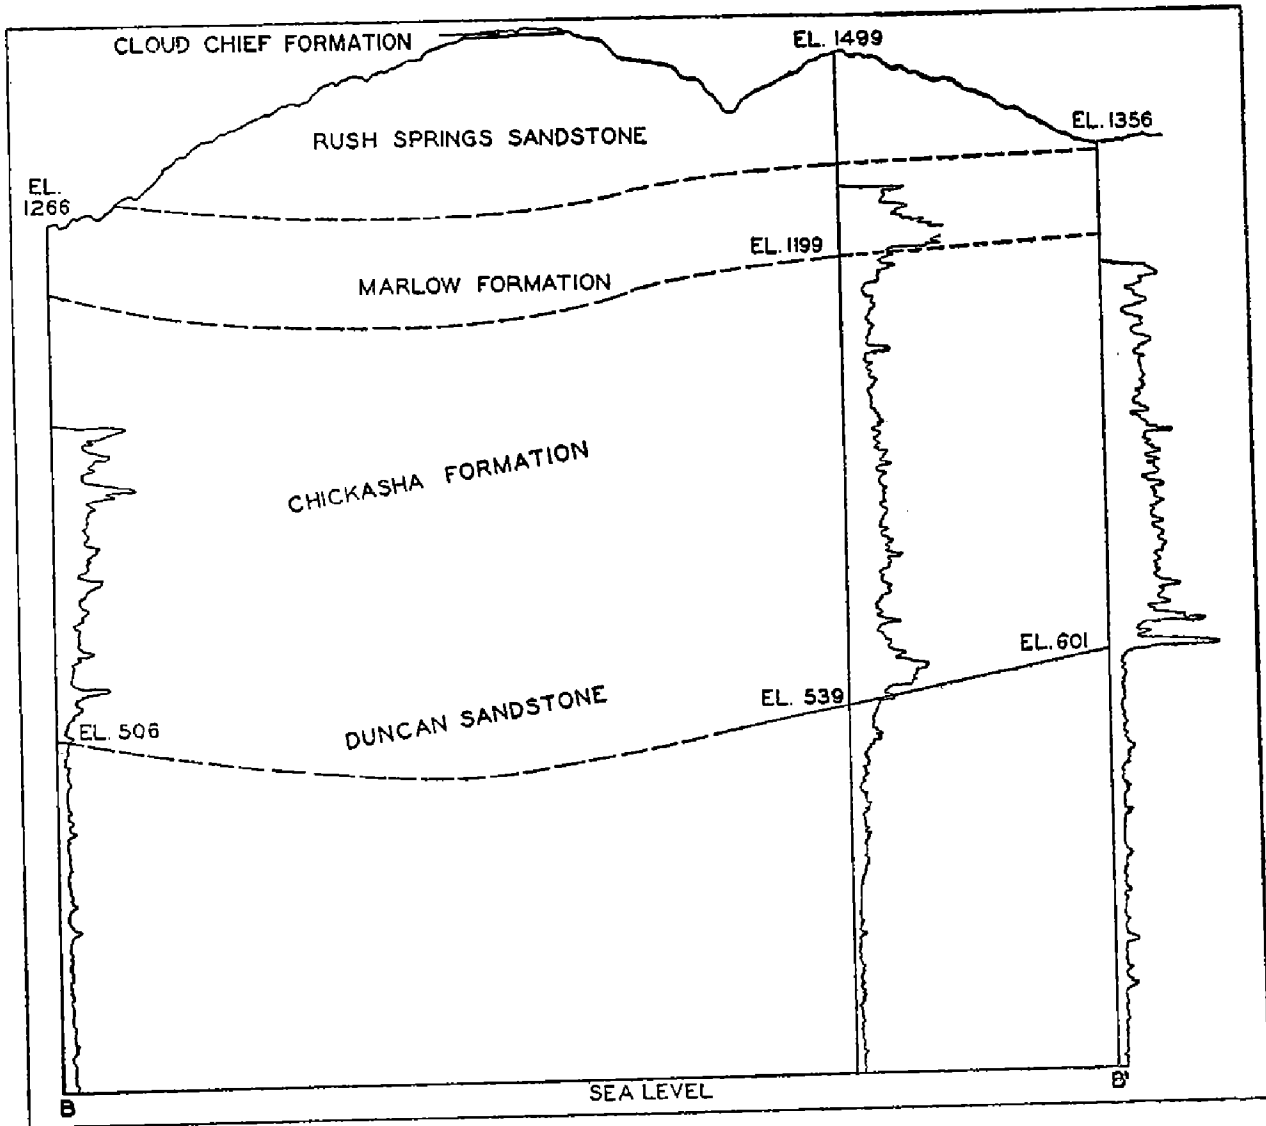 CLOUD CHIEF FORMATION
EL. 1499
EL. 1356
RUSH SPRINGS SANDSTONE
EL.
1266
EL. 1199
MARLOW FORMATION
CHICKASHA FORMATION
EL. 601
EL. 539
DUNCAN SANDSTONE
EL. 506
SEA LEVEL
B
B'